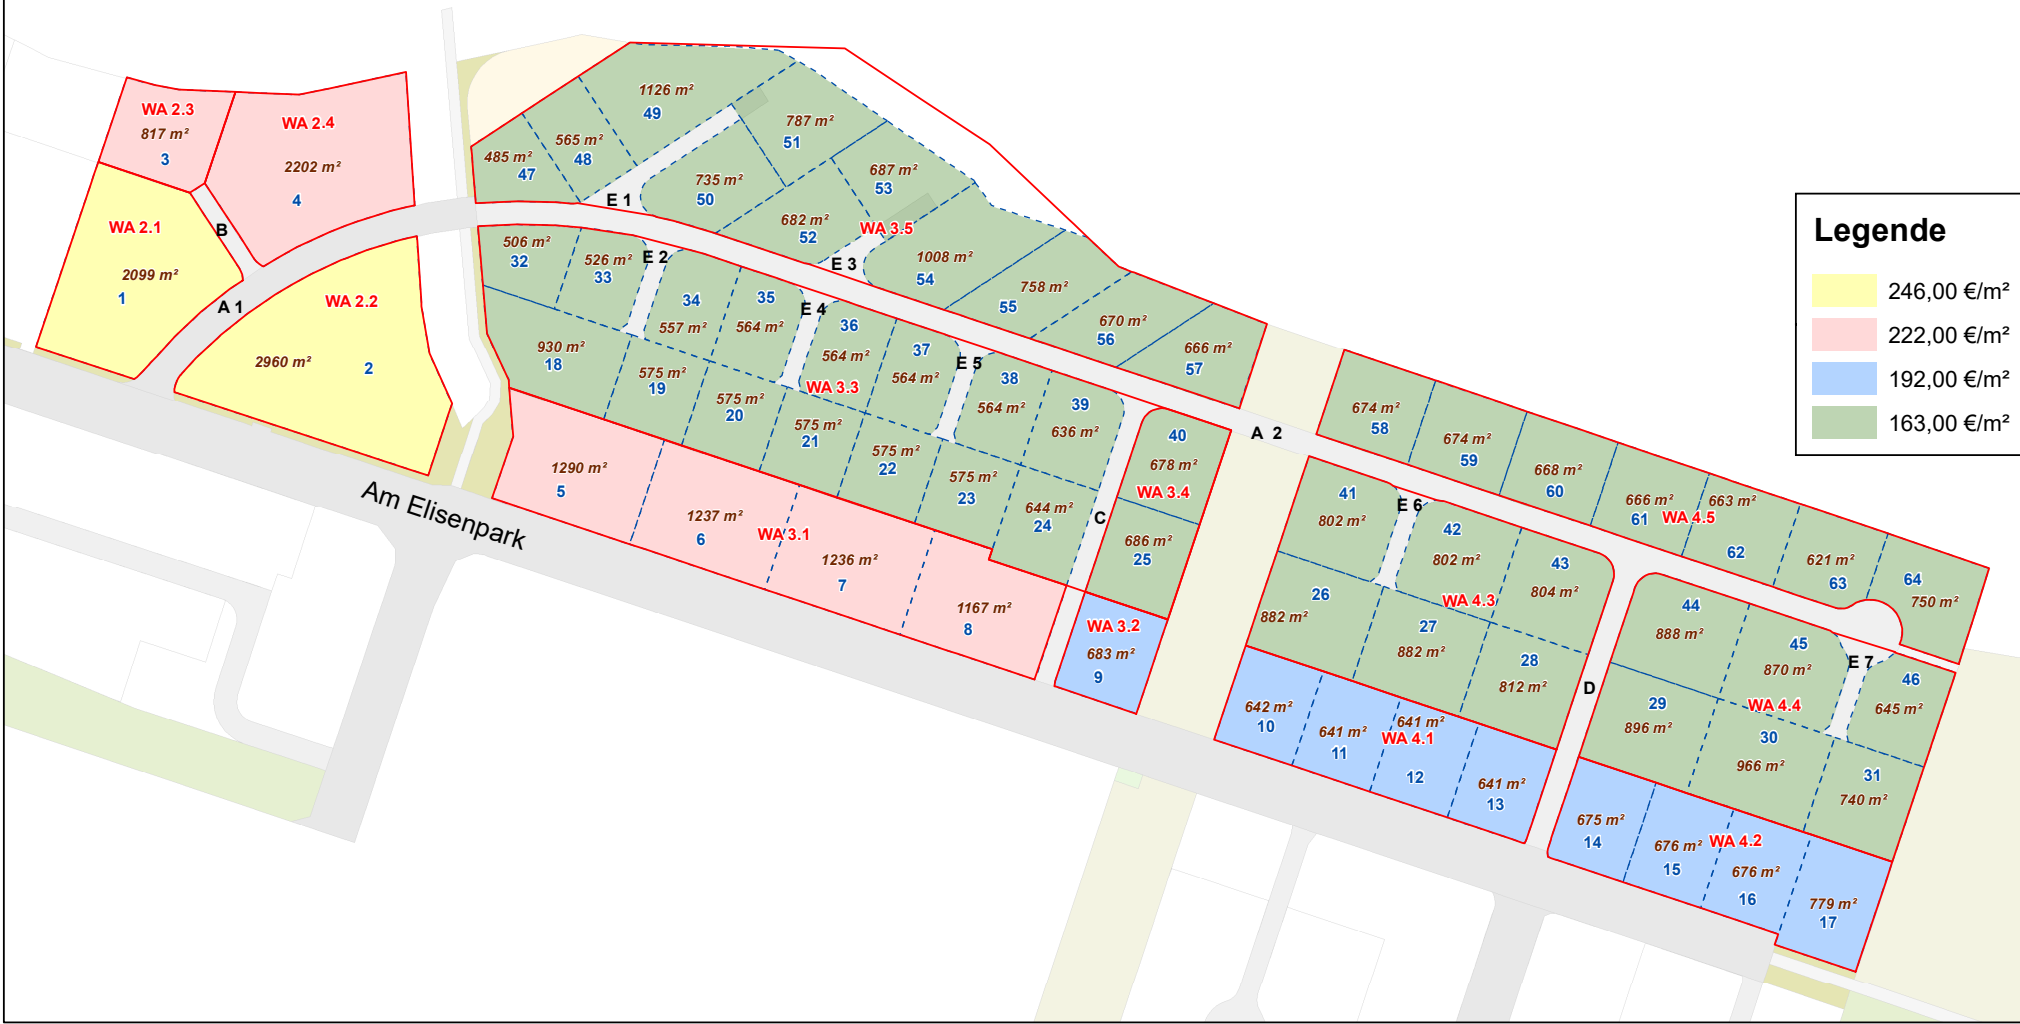 WA 2.3
817 m²
3
WA 2.4
2202 m²
4
WA 2.1
2099 m²
1
B
A 1
WA 2.2
2960 m²
2
1126 m²
49
565 m²
48
485 m²
47
787 m²
51
735 m²
50
687 m²
53
682 m²
52
WA 3.5
E 1
E 3
1008 m²
54
758 m²
55
670 m²
56
666 m²
57
506 m²
32
526 m²
33
E 2
34
557 m²
35
564 m²
E 4
36
564 m²
37
564 m²
E 5
38
564 m²
39
636 m²
WA 3.3
930 m²
18
575 m²
19
575 m²
20
575 m²
21
575 m²
22
575 m²
23
644 m²
24
C
40
678 m²
WA 3.4
686 m²
25
1290 m²
5
1237 m²
6
WA 3.1
1236 m²
7
1167 m²
8
WA 3.2
683 m²
9
Am Elisenpark
A 2
674 m²
58
674 m²
59
668 m²
60
666 m²
61
WA 4.5
663 m²
62
621 m²
63
64
750 m²
41
802 m²
E 6
42
802 m²
43
804 m²
WA 4.3
26
882 m²
27
882 m²
28
812 m²
D
44
888 m²
45
870 m²
E 7
46
645 m²
WA 4.4
29
896 m²
30
966 m²
31
740 m²
642 m²
10
641 m²
11
641 m²
WA 4.1
12
641 m²
13
675 m²
14
676 m²
15
WA 4.2
676 m²
16
779 m²
17
Legende
246,00 €/m²
222,00 €/m²
192,00 €/m²
163,00 €/m²